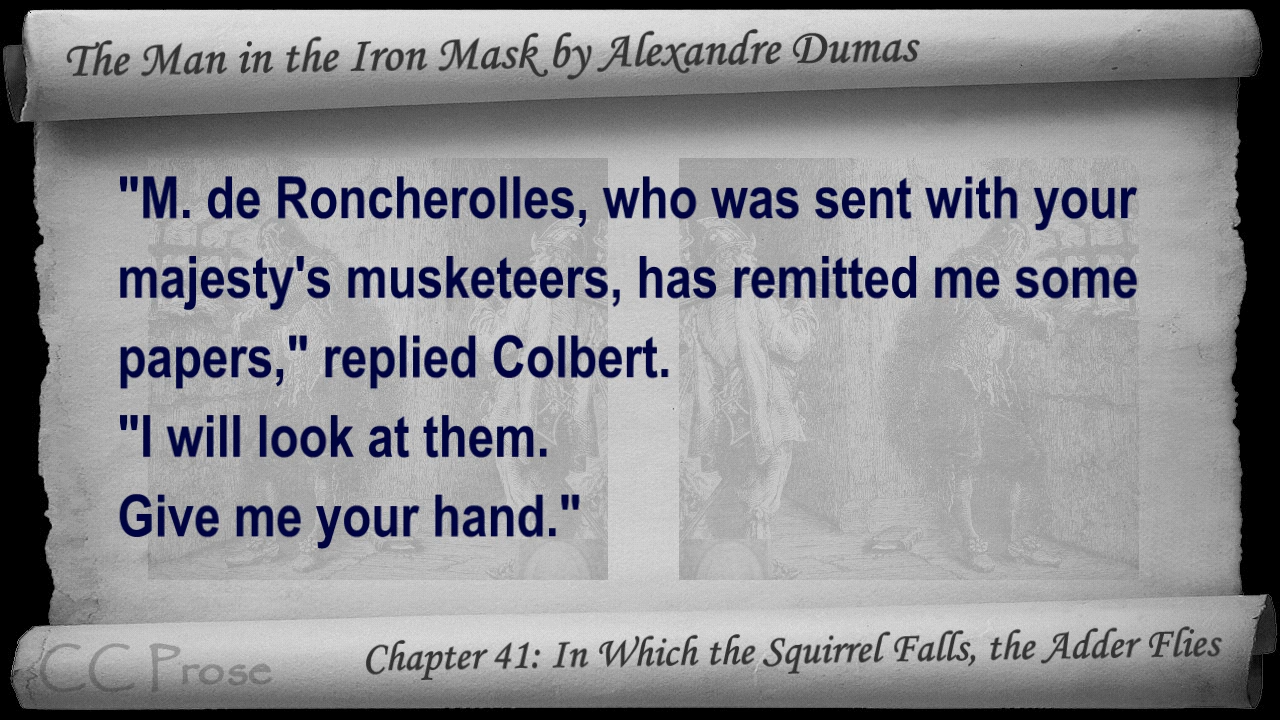 The Man in the Iron Mask by Alexandre Dumas
"M. de Roncherolles, who was sent with your
majesty's musketeers, has remitted me some
papers," replied Colbert.
"I will look at them.
Give me your hand."
CC Prose
Chapter 41: In Which the Squirrel Falls, the Adder Flies